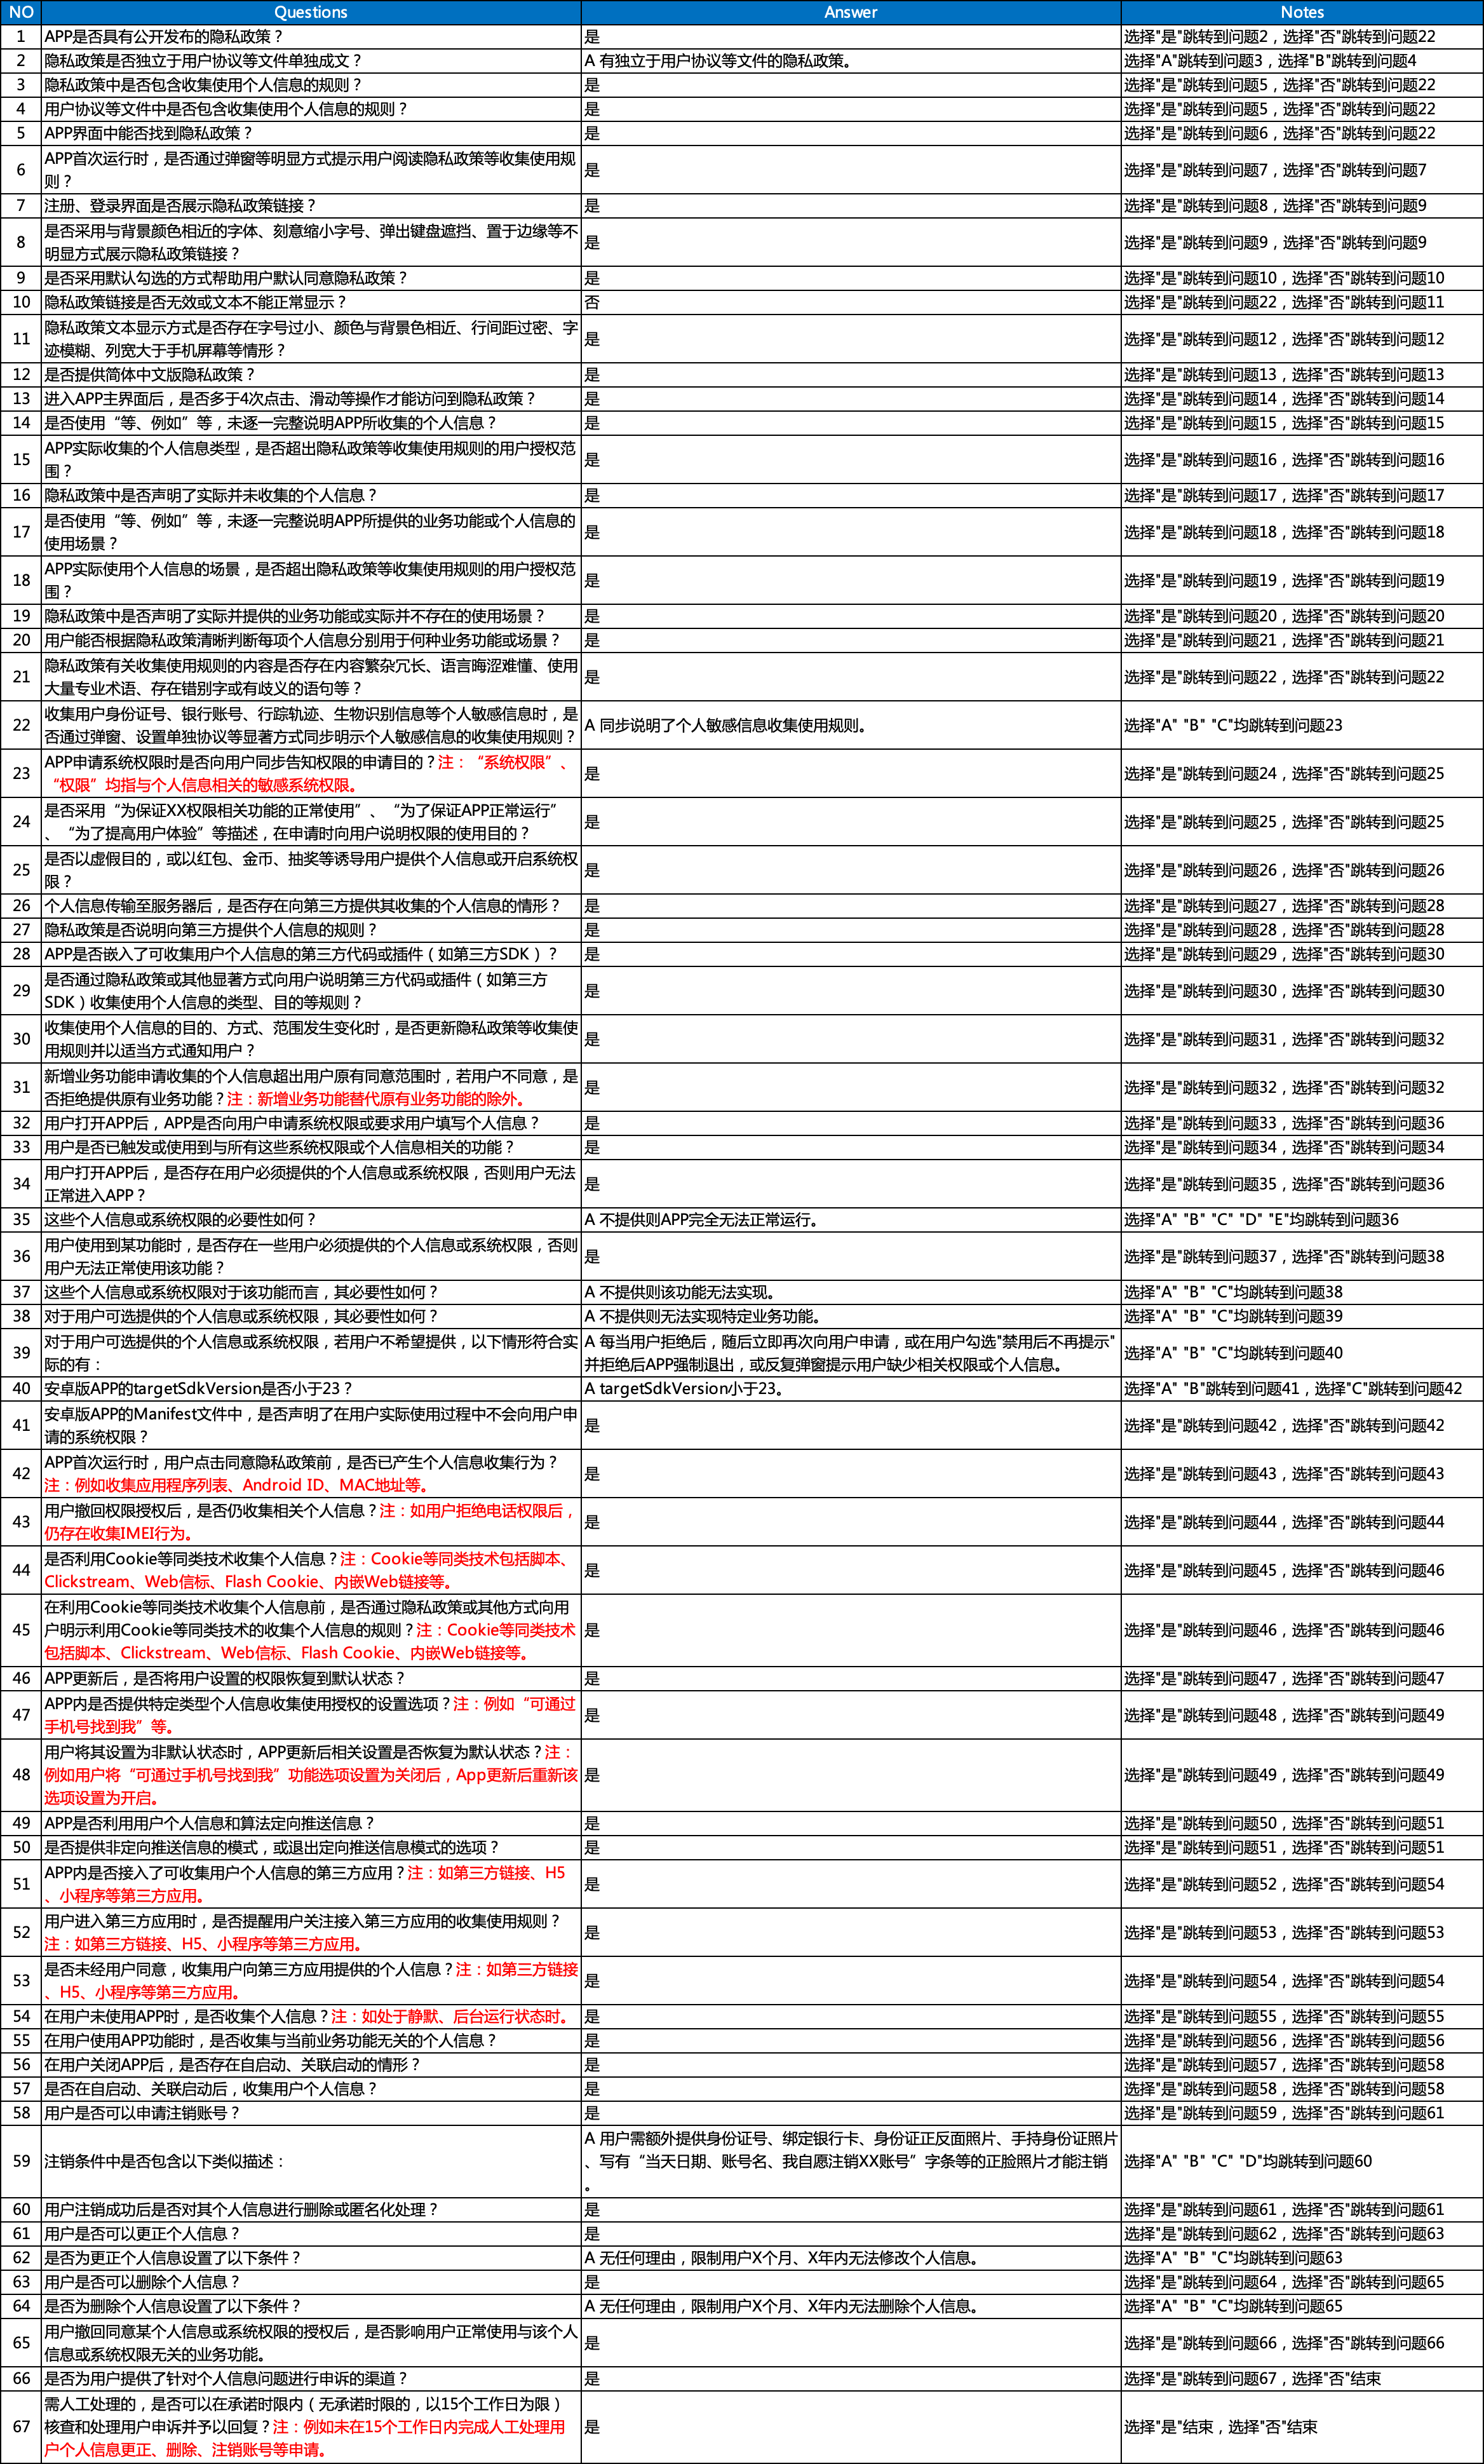 NO Questions Answer Notes
1 APP是否具有公开发布的隐私政策？ 是 选择"是"跳转到问题2，选择"否"跳转到问题22
2 隐私政策是否独立于用户协议等文件单独成文？ A 有独立于用户协议等文件的隐私政策。 选择"A"跳转到问题3，选择"B"跳转到问题4
3 隐私政策中是否包含收集使用个人信息的规则？ 是 选择"是"跳转到问题5，选择"否"跳转到问题22
4 用户协议等文件中是否包含收集使用个人信息的规则？ 是 选择"是"跳转到问题5，选择"否"跳转到问题22
5 APP界面中能否找到隐私政策？ 是 选择"是"跳转到问题6，选择"否"跳转到问题22
6 APP首次运行时，是否通过弹窗等明显方式提示用户阅读隐私政策等收集使用规
则？ 是 选择"是"跳转到问题7，选择"否"跳转到问题7
7 注册、登录界面是否展示隐私政策链接？ 是 选择"是"跳转到问题8，选择"否"跳转到问题9
8 是否采用与背景颜色相近的字体、刻意缩小字号、弹出键盘遮挡、置于边缘等不
明显方式展示隐私政策链接？ 是 选择"是"跳转到问题9，选择"否"跳转到问题9
9 是否采用默认勾选的方式帮助用户默认同意隐私政策？ 是 选择"是"跳转到问题10，选择"否"跳转到问题10
10 隐私政策链接是否无效或文本不能正常显示？ 否 选择"是"跳转到问题22，选择"否"跳转到问题11
11 隐私政策文本显示方式是否存在字号过小、颜色与背景色相近、行间距过密、字
迹模糊、列宽大于手机屏幕等情形？ 是 选择"是"跳转到问题12，选择"否"跳转到问题12
12 是否提供简体中文版隐私政策？ 是 选择"是"跳转到问题13，选择"否"跳转到问题13
13 进入APP主界面后，是否多于4次点击、滑动等操作才能访问到隐私政策？ 是 选择"是"跳转到问题14，选择"否"跳转到问题14
14 是否使用“等、例如”等，未逐一完整说明APP所收集的个人信息？ 是 选择"是"跳转到问题15，选择"否"跳转到问题15
15 APP实际收集的个人信息类型，是否超出隐私政策等收集使用规则的用户授权范
围？ 是 选择"是"跳转到问题16，选择"否"跳转到问题16
16 隐私政策中是否声明了实际并未收集的个人信息？ 是 选择"是"跳转到问题17，选择"否"跳转到问题17
17 是否使用“等、例如”等，未逐一完整说明APP所提供的业务功能或个人信息的
使用场景？ 是 选择"是"跳转到问题18，选择"否"跳转到问题18
18 APP实际使用个人信息的场景，是否超出隐私政策等收集使用规则的用户授权范
围？ 是 选择"是"跳转到问题19，选择"否"跳转到问题19
19 隐私政策中是否声明了实际并提供的业务功能或实际并不存在的使用场景？ 是 选择"是"跳转到问题20，选择"否"跳转到问题20
20 用户能否根据隐私政策清晰判断每项个人信息分别用于何种业务功能或场景？ 是 选择"是"跳转到问题21，选择"否"跳转到问题21
21 隐私政策有关收集使用规则的内容是否存在内容繁杂冗长、语言晦涩难懂、使用
大量专业术语、存在错别字或有歧义的语句等？ 是 选择"是"跳转到问题22，选择"否"跳转到问题22
22 收集用户身份证号、银行账号、行踪轨迹、生物识别信息等个人敏感信息时，是
否通过弹窗、设置单独协议等显著方式同步明示个人敏感信息的收集使用规则？ A 同步说明了个人敏感信息收集使用规则。 选择"A" "B" "C"均跳转到问题23
23 APP申请系统权限时是否向用户同步告知权限的申请目的？注：“系统权限”、
“权限”均指与个人信息相关的敏感系统权限。 是 选择"是"跳转到问题24，选择"否"跳转到问题25
24 是否采用“为保证XX权限相关功能的正常使用”、“为了保证APP正常运行”
、“为了提高用户体验”等描述，在申请时向用户说明权限的使用目的？ 是 选择"是"跳转到问题25，选择"否"跳转到问题25
25 是否以虚假目的，或以红包、金币、抽奖等诱导用户提供个人信息或开启系统权
限？ 是 选择"是"跳转到问题26，选择"否"跳转到问题26
26 个人信息传输至服务器后，是否存在向第三方提供其收集的个人信息的情形？ 是 选择"是"跳转到问题27，选择"否"跳转到问题28
27 隐私政策是否说明向第三方提供个人信息的规则？ 是 选择"是"跳转到问题28，选择"否"跳转到问题28
28 APP是否嵌入了可收集用户个人信息的第三方代码或插件（如第三方SDK）？ 是 选择"是"跳转到问题29，选择"否"跳转到问题30
29 是否通过隐私政策或其他显著方式向用户说明第三方代码或插件（如第三方
SDK）收集使用个人信息的类型、目的等规则？ 是 选择"是"跳转到问题30，选择"否"跳转到问题30
30 收集使用个人信息的目的、方式、范围发生变化时，是否更新隐私政策等收集使
用规则并以适当方式通知用户？ 是 选择"是"跳转到问题31，选择"否"跳转到问题32
31 新增业务功能申请收集的个人信息超出用户原有同意范围时，若用户不同意，是
否拒绝提供原有业务功能？注：新增业务功能替代原有业务功能的除外。 是 选择"是"跳转到问题32，选择"否"跳转到问题32
32 用户打开APP后，APP是否向用户申请系统权限或要求用户填写个人信息？ 是 选择"是"跳转到问题33，选择"否"跳转到问题36
33 用户是否已触发或使用到与所有这些系统权限或个人信息相关的功能？ 是 选择"是"跳转到问题34，选择"否"跳转到问题34
34 用户打开APP后，是否存在用户必须提供的个人信息或系统权限，否则用户无法
正常进入APP？ 是 选择"是"跳转到问题35，选择"否"跳转到问题36
35 这些个人信息或系统权限的必要性如何？ A 不提供则APP完全无法正常运行。 选择"A" "B" "C" "D" "E"均跳转到问题36
36 用户使用到某功能时，是否存在一些用户必须提供的个人信息或系统权限，否则
用户无法正常使用该功能？ 是 选择"是"跳转到问题37，选择"否"跳转到问题38
37 这些个人信息或系统权限对于该功能而言，其必要性如何？ A 不提供则该功能无法实现。 选择"A" "B" "C"均跳转到问题38
38 对于用户可选提供的个人信息或系统权限，其必要性如何？ A 不提供则无法实现特定业务功能。 选择"A" "B" "C"均跳转到问题39
39 对于用户可选提供的个人信息或系统权限，若用户不希望提供，以下情形符合实
际的有： A 每当用户拒绝后，随后立即再次向用户申请，或在用户勾选"禁用后不再提示"
并拒绝后APP强制退出，或反复弹窗提示用户缺少相关权限或个人信息。 选择"A" "B" "C"均跳转到问题40
40 安卓版APP的targetSdkVersion是否小于23？ A targetSdkVersion小于23。 选择"A" "B"跳转到问题41，选择"C"跳转到问题42
41 安卓版APP的Manifest文件中，是否声明了在用户实际使用过程中不会向用户申
请的系统权限？ 是 选择"是"跳转到问题42，选择"否"跳转到问题42
42 APP首次运行时，用户点击同意隐私政策前，是否已产生个人信息收集行为？
注：例如收集应用程序列表、Android ID、MAC地址等。 是 选择"是"跳转到问题43，选择"否"跳转到问题43
43 用户撤回权限授权后，是否仍收集相关个人信息？注：如用户拒绝电话权限后，
仍存在收集IMEI行为。 是 选择"是"跳转到问题44，选择"否"跳转到问题44
44 是否利用Cookie等同类技术收集个人信息？注：Cookie等同类技术包括脚本、
Clickstream、Web信标、Flash Cookie、内嵌Web链接等。 是 选择"是"跳转到问题45，选择"否"跳转到问题46
45 在利用Cookie等同类技术收集个人信息前，是否通过隐私政策或其他方式向用
户明示利用Cookie等同类技术的收集个人信息的规则？注：Cookie等同类技术
包括脚本、Clickstream、Web信标、Flash Cookie、内嵌Web链接等。 是 选择"是"跳转到问题46，选择"否"跳转到问题46
46 APP更新后，是否将用户设置的权限恢复到默认状态？ 是 选择"是"跳转到问题47，选择"否"跳转到问题47
47 APP内是否提供特定类型个人信息收集使用授权的设置选项？注：例如“可通过
手机号找到我”等。 是 选择"是"跳转到问题48，选择"否"跳转到问题49
48 用户将其设置为非默认状态时，APP更新后相关设置是否恢复为默认状态？注：
例如用户将“可通过手机号找到我”功能选项设置为关闭后，App更新后重新该
选项设置为开启。 是 选择"是"跳转到问题49，选择"否"跳转到问题49
49 APP是否利用用户个人信息和算法定向推送信息？ 是 选择"是"跳转到问题50，选择"否"跳转到问题51
50 是否提供非定向推送信息的模式，或退出定向推送信息模式的选项？ 是 选择"是"跳转到问题51，选择"否"跳转到问题51
51 APP内是否接入了可收集用户个人信息的第三方应用？注：如第三方链接、H5
、小程序等第三方应用。 是 选择"是"跳转到问题52，选择"否"跳转到问题54
52 用户进入第三方应用时，是否提醒用户关注接入第三方应用的收集使用规则？
注：如第三方链接、H5、小程序等第三方应用。 是 选择"是"跳转到问题53，选择"否"跳转到问题53
53 是否未经用户同意，收集用户向第三方应用提供的个人信息？注：如第三方链接
、H5、小程序等第三方应用。 是 选择"是"跳转到问题54，选择"否"跳转到问题54
54 在用户未使用APP时，是否收集个人信息？注：如处于静默、后台运行状态时。 是 选择"是"跳转到问题55，选择"否"跳转到问题55
55 在用户使用APP功能时，是否收集与当前业务功能无关的个人信息？ 是 选择"是"跳转到问题56，选择"否"跳转到问题56
56 在用户关闭APP后，是否存在自启动、关联启动的情形？ 是 选择"是"跳转到问题57，选择"否"跳转到问题58
57 是否在自启动、关联启动后，收集用户个人信息？ 是 选择"是"跳转到问题58，选择"否"跳转到问题58
58 用户是否可以申请注销账号？ 是 选择"是"跳转到问题59，选择"否"跳转到问题61
59 注销条件中是否包含以下类似描述： A 用户需额外提供身份证号、绑定银行卡、身份证正反面照片、手持身份证照片
、写有“当天日期、账号名、我自愿注销XX账号”字条等的正脸照片才能注销
。 选择"A" "B" "C" "D"均跳转到问题60
60 用户注销成功后是否对其个人信息进行删除或匿名化处理？ 是 选择"是"跳转到问题61，选择"否"跳转到问题61
61 用户是否可以更正个人信息？ 是 选择"是"跳转到问题62，选择"否"跳转到问题63
62 是否为更正个人信息设置了以下条件？ A 无任何理由，限制用户X个月、X年内无法修改个人信息。 选择"A" "B" "C"均跳转到问题63
63 用户是否可以删除个人信息？ 是 选择"是"跳转到问题64，选择"否"跳转到问题65
64 是否为删除个人信息设置了以下条件？ A 无任何理由，限制用户X个月、X年内无法删除个人信息。 选择"A" "B" "C"均跳转到问题65
65 用户撤回同意某个人信息或系统权限的授权后，是否影响用户正常使用与该个人
信息或系统权限无关的业务功能。 是 选择"是"跳转到问题66，选择"否"跳转到问题66
66 是否为用户提供了针对个人信息问题进行申诉的渠道？ 是 选择"是"跳转到问题67，选择"否"结束
67 需人工处理的，是否可以在承诺时限内（无承诺时限的，以15个工作日为限）
核查和处理用户申诉并予以回复？注：例如未在15个工作日内完成人工处理用
户个人信息更正、删除、注销账号等申请。 是 选择"是"结束，选择"否"结束